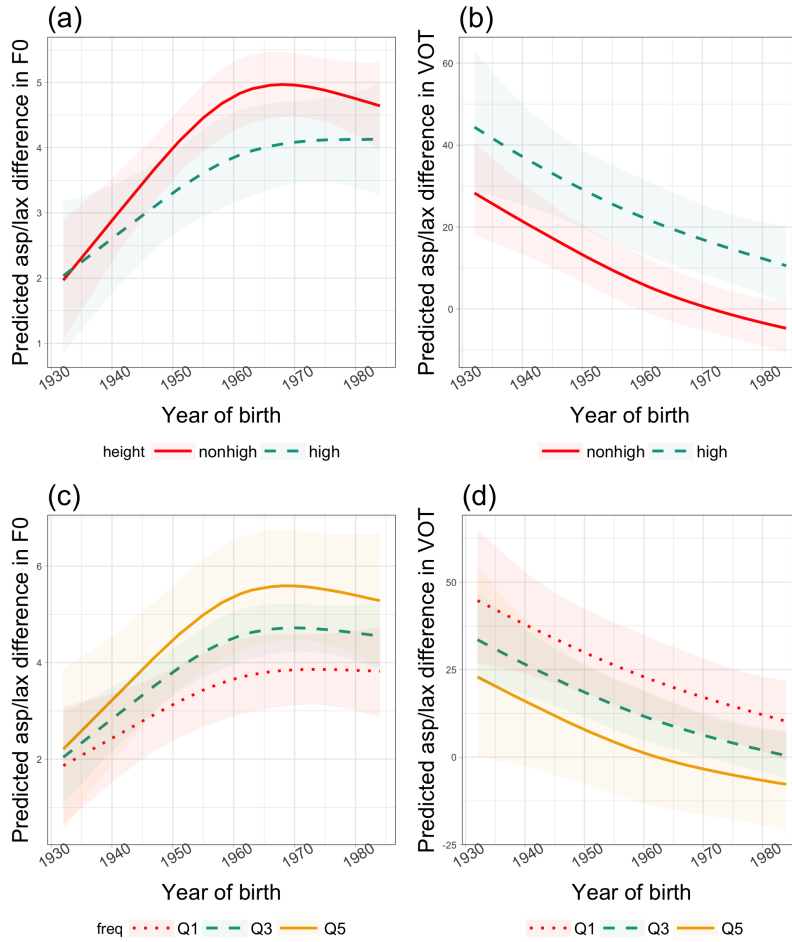 (a)
Predicted asp/lax difference in F0
5
4
3
2
1
1930 1940 1950 1960 1970 1980
Year of birth
height nonhigh high
(b)
Predicted asp/lax difference in VOT
60
40
20
0
1930 1940 1950 1960 1970 1980
Year of birth
nonhigh high
(c)
Predicted asp/lax difference in F0
6
4
2
1930 1940 1950 1960 1970 1980
Year of birth
freq Q1 Q3 Q5
(d)
Predicted asp/lax difference in VOT
50
25
0
-25
1930 1940 1950 1960 1970 1980
Year of birth
Q1 Q3 Q5